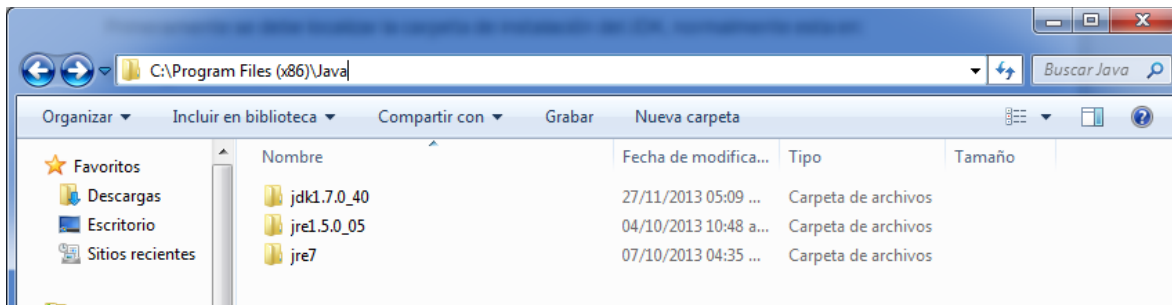 C:\Program Files (x86)\Java
Buscar Java
Organizar Incluir en biblioteca Compartir con Grabar Nueva carpeta
Favoritos
Descargas
Escritorio
Sitios recientes
Nombre Fecha de modifica... Tipo Tamaño
jdk1.7.0_40 27/11/2013 05:09 ... Carpeta de archivos
jre1.5.0_05 04/10/2013 10:48 a... Carpeta de archivos
jre7 07/10/2013 04:35 ... Carpeta de archivos